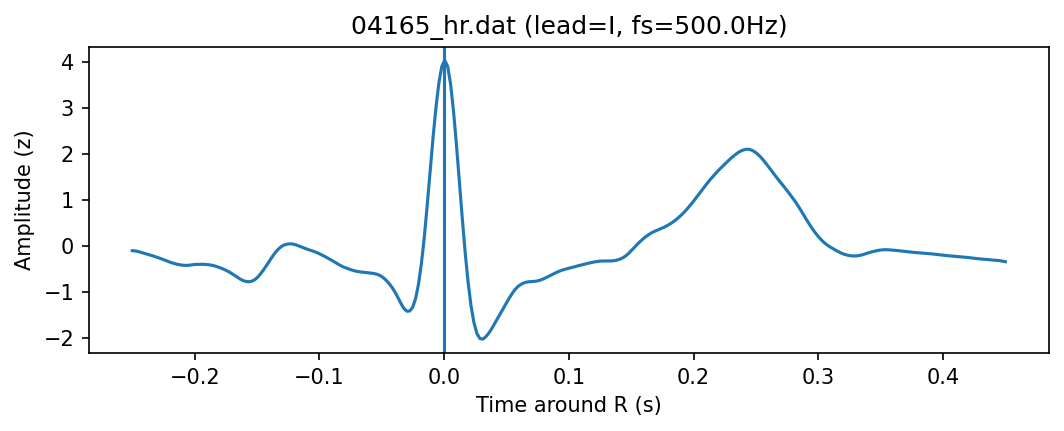 04165_hr.dat (lead=I, fs=500.0Hz)
Amplitude (z)
4
3
2
1
0
−1
−2
−0.2 −0.1 0.0 0.1 0.2 0.3 0.4
Time around R (s)